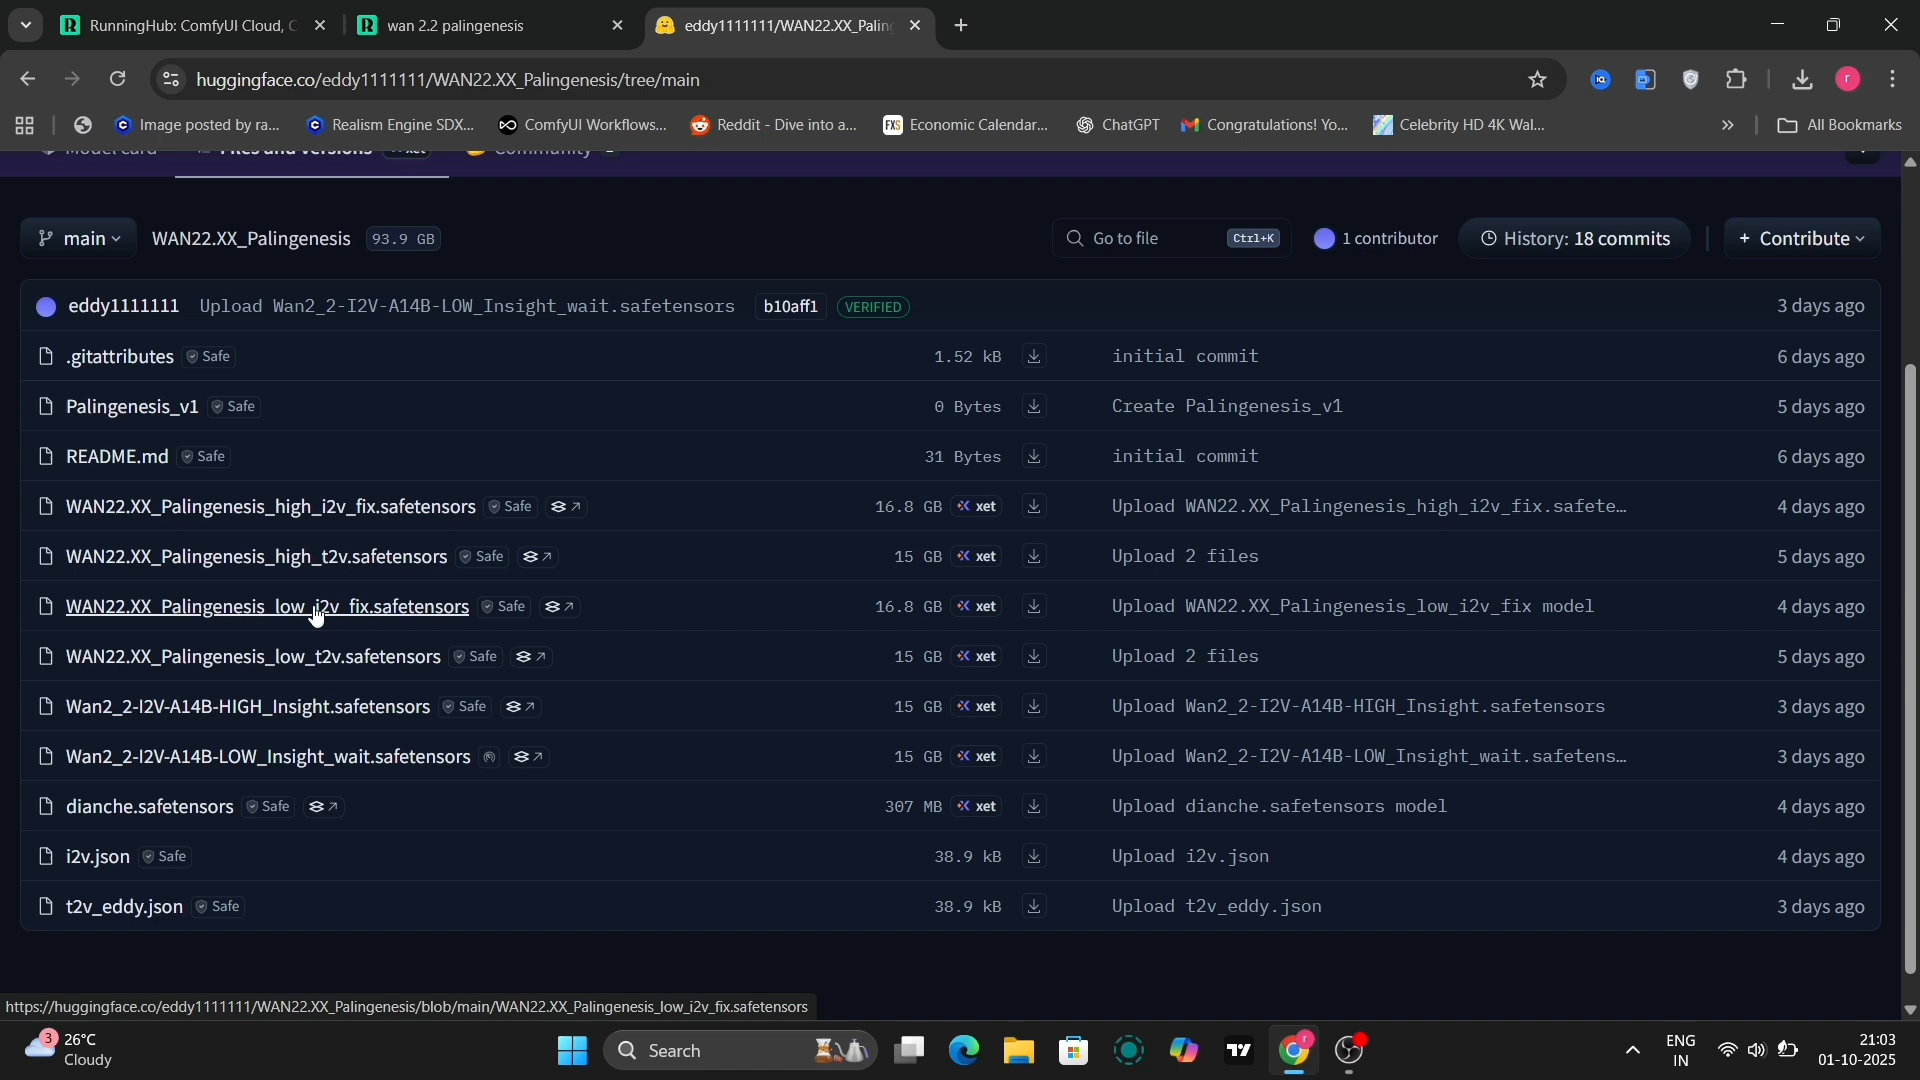 RunningHub: ComfyUI Cloud, C
wan 2.2 palingenesis
eddy1111111/WAN22.XX_Palin
huggingface.co/eddy1111111/WAN22.XX_Palingenesis/tree/main
Image posted by ra...
Realism Engine SDX...
ComfyUI Workflows...
Reddit - Dive into a...
Economic Calendar...
ChatGPT
Congratulations! Yo...
Celebrity HD 4K Wal...
All Bookmarks
Model card
Files and versions
xet
Community
main
WAN22.XX_Palingenesis
93.9 GB
Go to file
Ctrl+K
1 contributor
History: 18 commits
+ Contribute
eddy1111111 Upload Wan2_2-I2V-A14B-LOW_Insight_wait.safetensors b10aff1 VERIFIED 3 days ago
.gitattributes Safe 1.52 kB initial commit 6 days ago
Palingenesis_v1 Safe 0 Bytes Create Palingenesis_v1 5 days ago
README.md Safe 31 Bytes initial commit 6 days ago
WAN22.XX_Palingenesis_high_i2v_fix.safetensors Safe 16.8 GB xet Upload WAN22.XX_Palingenesis_high_i2v_fix.safete... 4 days ago
WAN22.XX_Palingenesis_high_t2v.safetensors Safe 15 GB xet Upload 2 files 5 days ago
WAN22.XX_Palingenesis_low_i2v_fix.safetensors Safe 16.8 GB xet Upload WAN22.XX_Palingenesis_low_i2v_fix model 4 days ago
WAN22.XX_Palingenesis_low_t2v.safetensors Safe 15 GB xet Upload 2 files 5 days ago
Wan2_2-I2V-A14B-HIGH_Insight.safetensors Safe 15 GB xet Upload Wan2_2-I2V-A14B-HIGH_Insight.safetensors 3 days ago
Wan2_2-I2V-A14B-LOW_Insight_wait.safetensors 15 GB xet Upload Wan2_2-I2V-A14B-LOW_Insight_wait.safetens... 3 days ago
dianche.safetensors Safe 307 MB xet Upload dianche.safetensors model 4 days ago
i2v.json Safe 38.9 kB Upload i2v.json 4 days ago
t2v_eddy.json Safe 38.9 kB Upload t2v_eddy.json 3 days ago
https://huggingface.co/eddy1111111/WAN22.XX_Palingenesis/blob/main/WAN22.XX_Palingenesis_low_i2v_fix.safetensors
3
26°C
Cloudy
Search
ENG
IN
21:03
01-10-2025